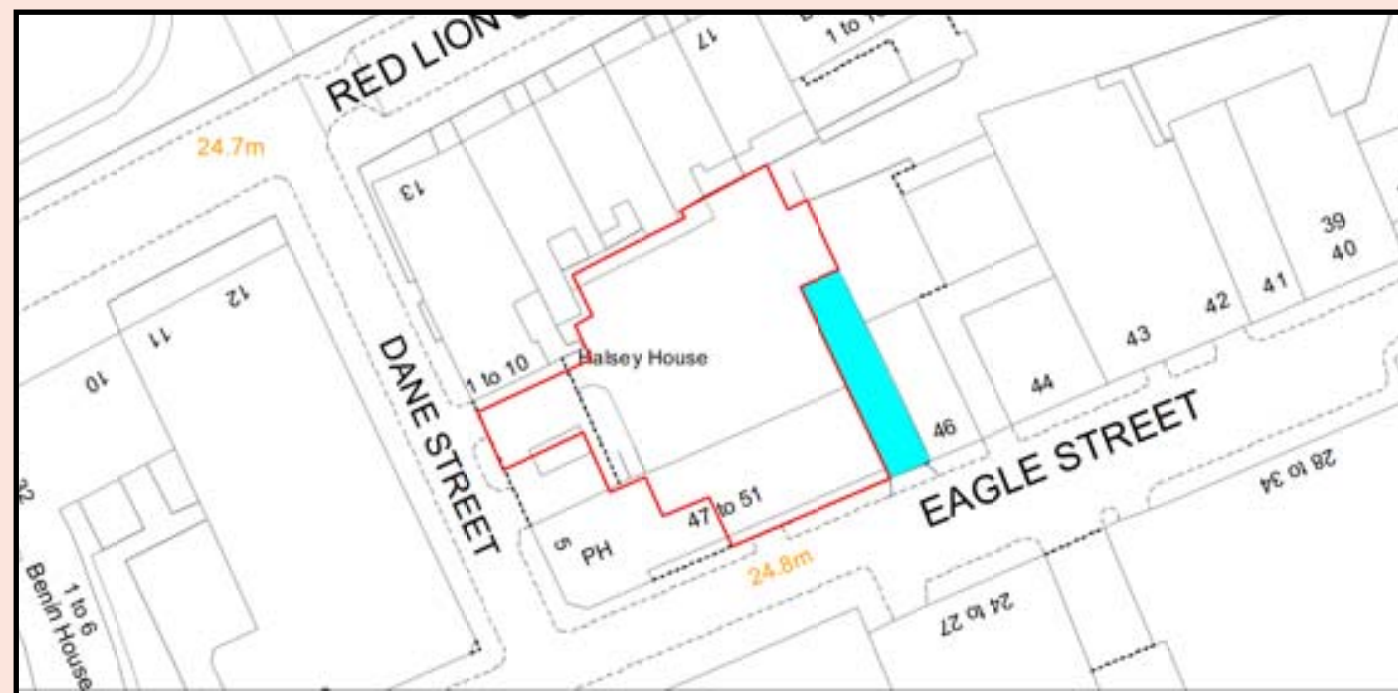 RED LION
17
1 to 1
24.7m
13
12
11
10
DANE STREET
1 to 10
Halsey House
39
40
41
42
43
44
46
EAGLE STREET
28 to 34
47 to 51
5
PH
24.8m
24 to 27
32
1 to 6
Benin House